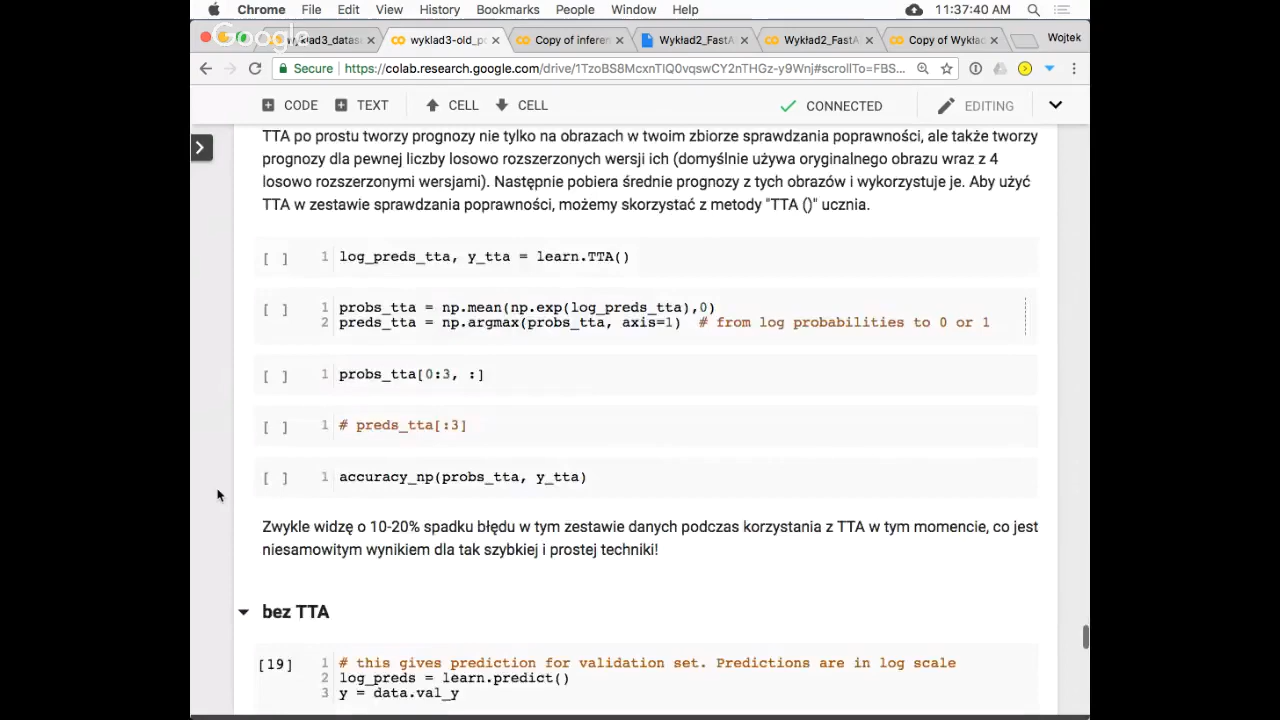 Chrome File Edit View History Bookmarks People Window Help 11:37:40 AM
Google
wyklad3-old_po Copy of inferen Wykład2_FastA Wykład2_FastA Copy of Wykład Wojtek
Secure https://colab.research.google.com/drive/1TzoBS8McxnTlQ0vqswCY2nTHGz-y9Wnj#scrollTo=FBS...
CODE TEXT CELL CELL CONNECTED EDITING
TTA po prostu tworzy prognozy nie tylko na obrazach w twoim zbiorze sprawdzania poprawności, ale także tworzy
prognozy dla pewnej liczby losowo rozszerzonych wersji ich (domyślnie używa oryginalnego obrazu wraz z 4
losowo rozszerzonymi wersjami). Następnie pobiera średnie prognozy z tych obrazów i wykorzystuje je. Aby użyć
TTA w zestawie sprawdzania poprawności, możemy skorzystać z metody "TTA ()" ucznia.
[ ] 1 log_preds_tta, y_tta = learn.TTA()
[ ] 1 probs_tta = np.mean(np.exp(log_preds_tta),0)
2 preds_tta = np.argmax(probs_tta, axis=1) # from log probabilities to 0 or 1
[ ] 1 probs_tta[0:3, :]
[ ] 1 # preds_tta[:3]
[ ] 1 accuracy_np(probs_tta, y_tta)
Zwykle widzę o 10-20% spadku błędu w tym zestawie danych podczas korzystania z TTA w tym momencie, co jest
niesamowitym wynikiem dla tak szybkiej i prostej techniki!
bez TTA
[19] 1 # this gives prediction for validation set. Predictions are in log scale
2 log_preds = learn.predict()
3 y = data.val_y